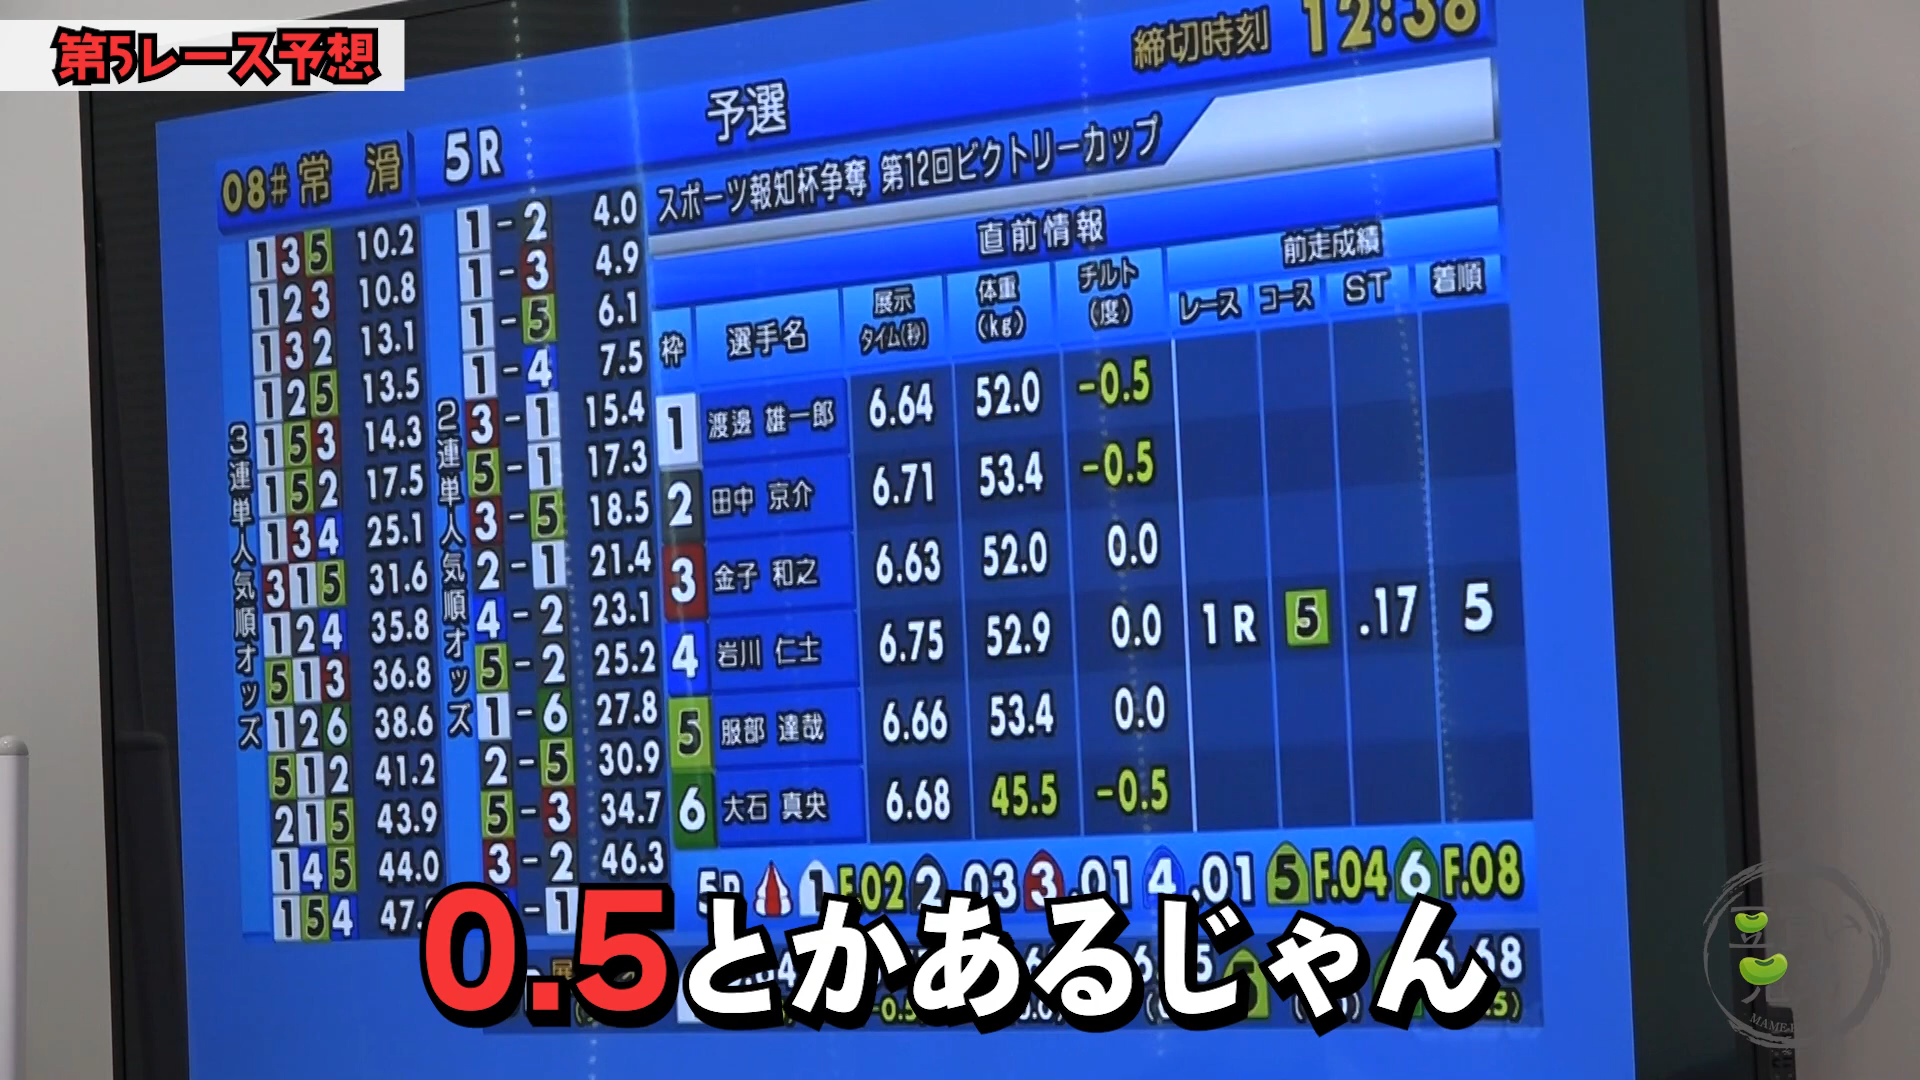 第5レース予想
締切時刻 12:38
08#常 滑 5R 予選
スポーツ報知杯争奪 第12回ビクトリーカップ
3連単人気順オッズ
135 10.2
123 10.8
132 13.1
125 13.5
153 14.3
152 17.5
134 25.1
315 31.6
124 35.8
513 36.8
126 38.6
512 41.2
215 43.9
145 44.0
154 47.
2連単人気順オッズ
1-2 4.0
1-3 4.9
1-5 6.1
1-4 7.5
3-1 15.4
5-1 17.3
3-5 18.5
2-1 21.4
4-2 23.1
5-2 25.2
1-6 27.8
2-5 30.9
5-3 34.7
3-2 46.3
-1
直前情報
前走成績
枠 選手名 展示タイム(秒) 体重(kg) チルト(度) レース コース ST 着順
1 渡邊 雄一郎 6.64 52.0 -0.5
2 田中 京介 6.71 53.4 -0.5
3 金子 和之 6.63 52.0 0.0
4 岩川 仁士 6.75 52.9 0.0 1R 5 .17 5
5 服部 達哉 6.66 53.4 0.0
6 大石 真央 6.68 45.5 -0.5
5R 1 F.02 2 .03 3 .01 4 .01 5 F.04 6 F.08
0.5とかあるじゃん